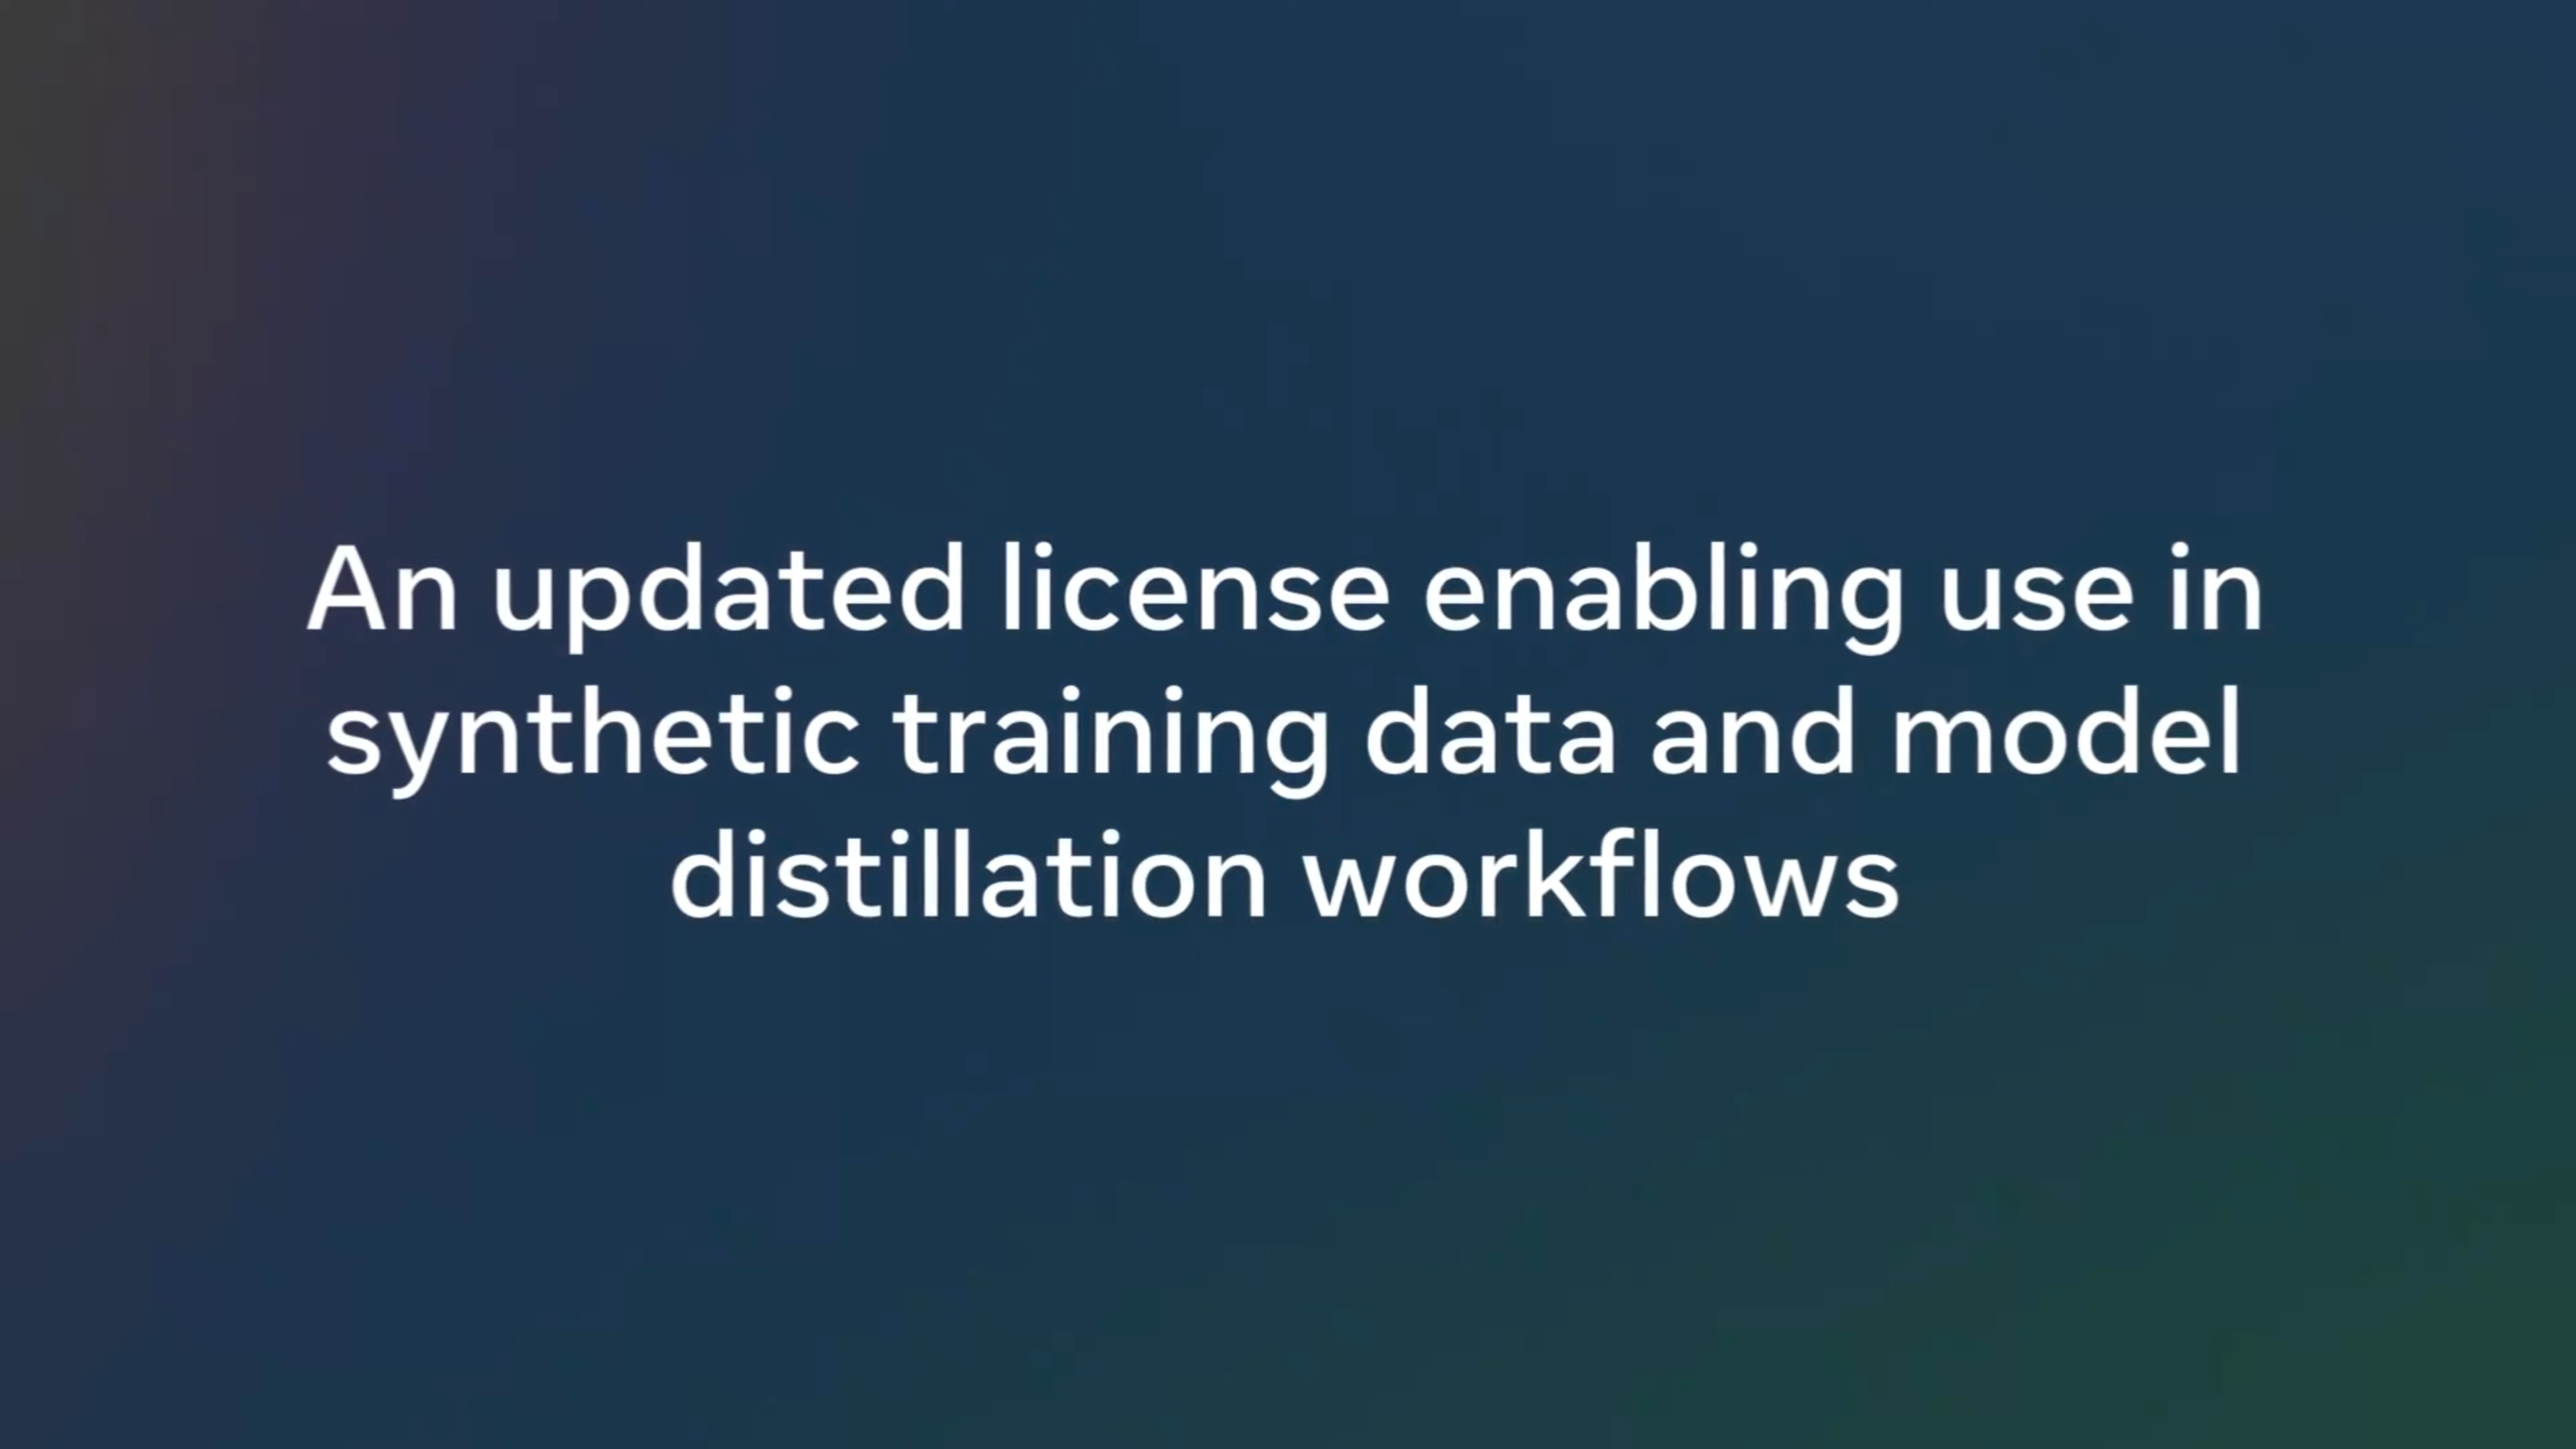 An updated license enabling use in
synthetic training data and model
distillation workflows